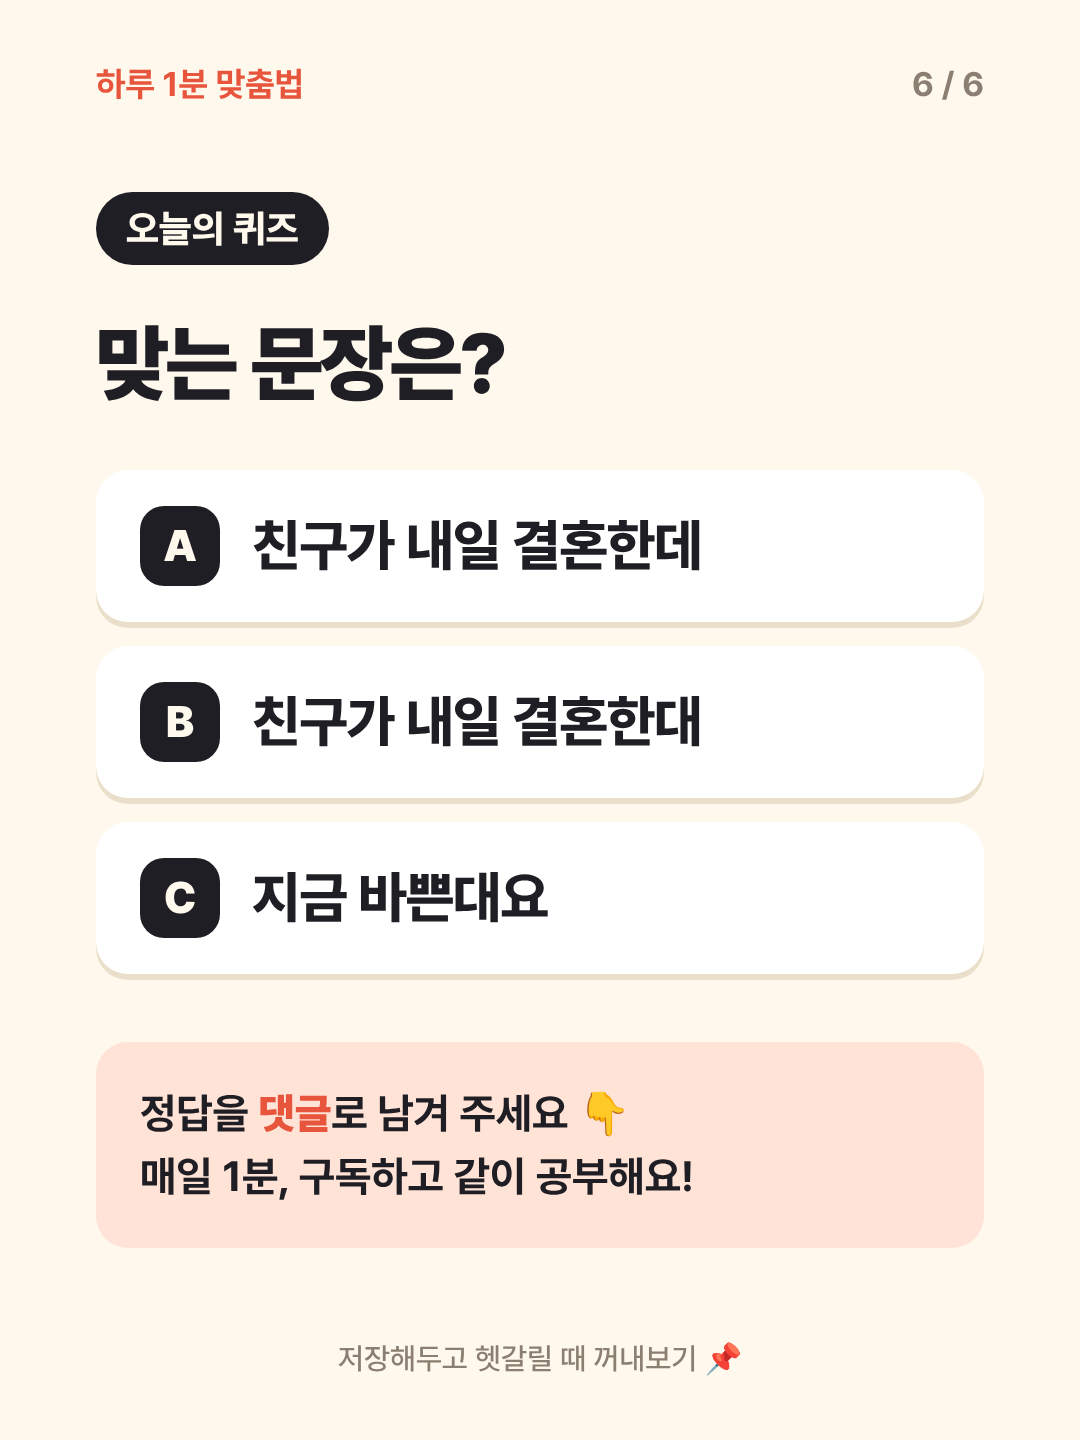 하루 1분 맞춤법
6 / 6
오늘의 퀴즈
맞는 문장은?
A 친구가 내일 결혼한데
B 친구가 내일 결혼한대
C 지금 바쁜대요
정답을 댓글로 남겨 주세요 👇
매일 1분, 구독하고 같이 공부해요!
저장해두고 헷갈릴 때 꺼내보기 📌